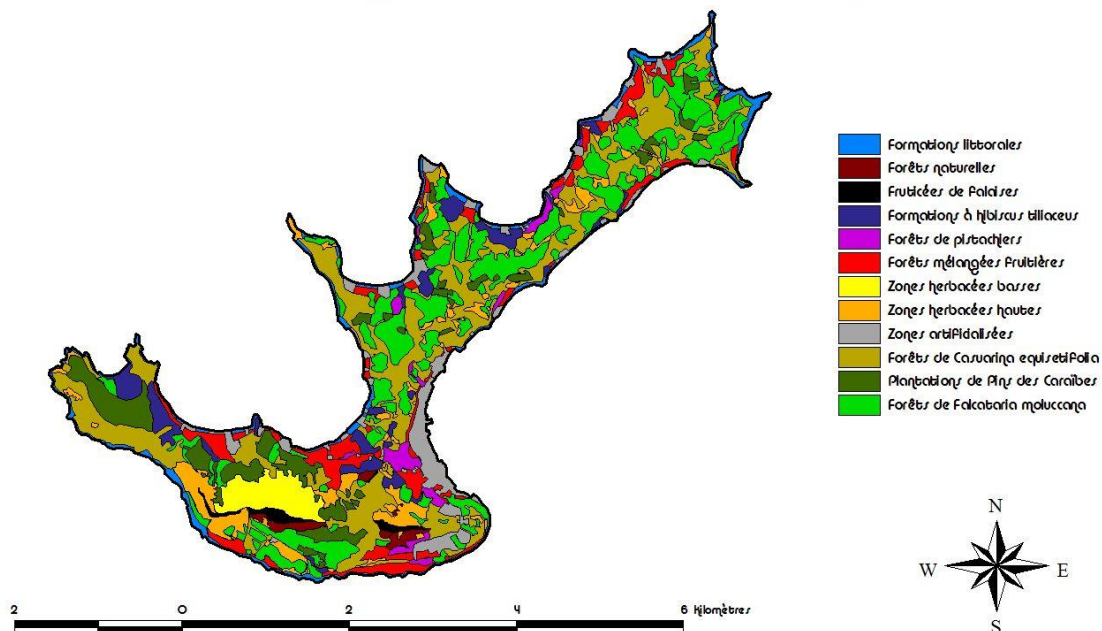 Formations littorales
Forêts naturelles
Fruticées de falaises
Formations à hibiscus tillaceus
Forêts de pistachiers
Forêts mélangées fruitières
Zones herbacées basses
Zones herbacées hautes
Zones artificialisées
Forêts de Casuarina equisetifolia
Plantations de Pins des Caraïbes
Forêts de Falcataria moluccana
N
W E
S
2 0 2 4 6 kilomètres